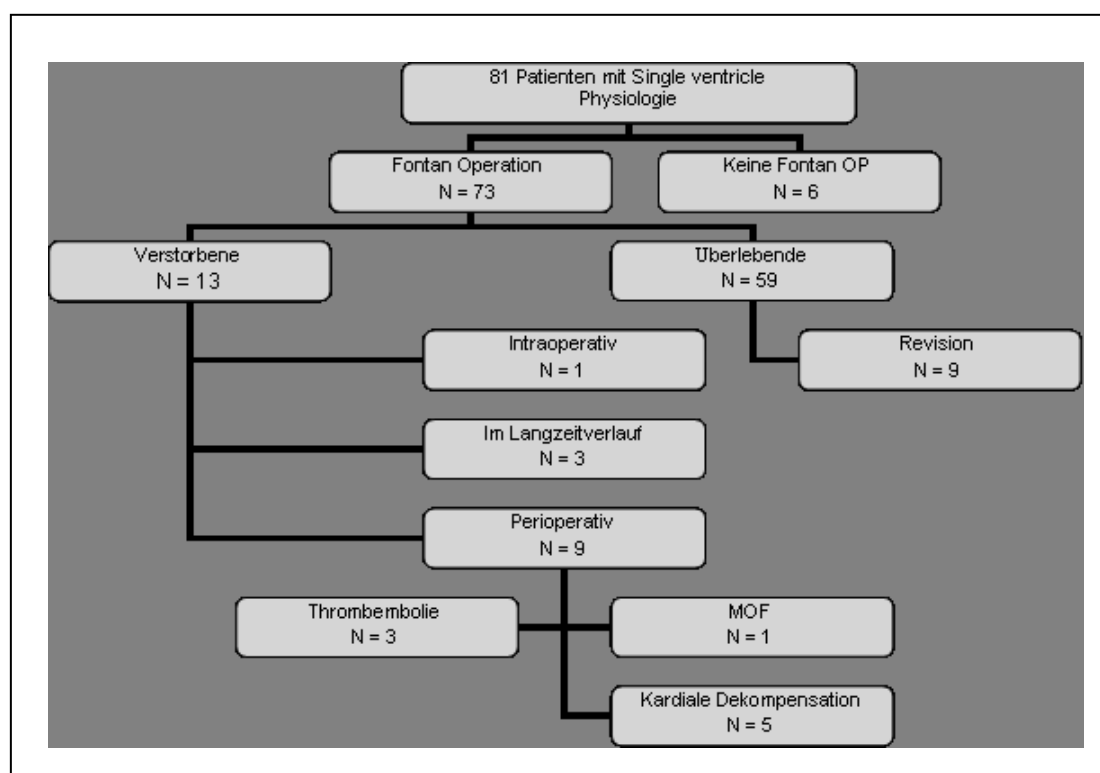 81 Patienten mit Single ventricle
Physiologie
Fontan Operation
N = 73
Keine Fontan OP
N = 6
Verstorbene
N = 13
Überlebende
N = 59
Intraoperativ
N = 1
Revision
N = 9
Im Langzeitverlauf
N = 3
Perioperativ
N = 9
Thrombembolie
N = 3
MOF
N = 1
Kardiale Dekompensation
N = 5